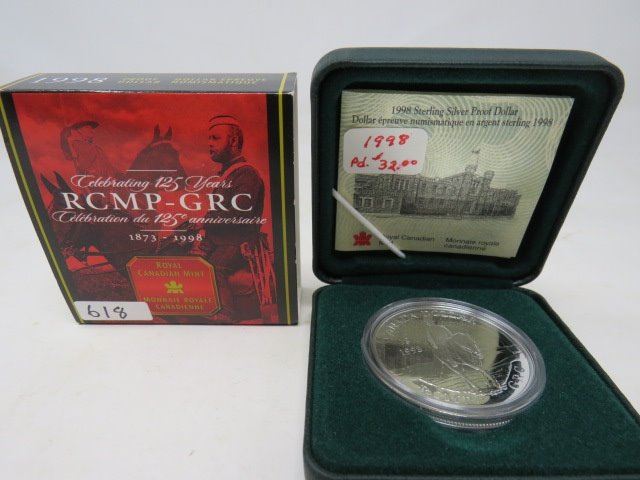 1998
Celebrating 125 Years
RCMP-GRC
Célébration du 125e anniversaire
1873 - 1998
ROYAL
CANADIAN MINT
MONNAIE ROYALE
CANADIENNE
618
1998 Sterling Silver Proof Dollar
Dollar épreuve numismatique en argent sterling 1998
1998
Pd. $32.00
Royal Canadian
Monnaie royale
canadienne
1998